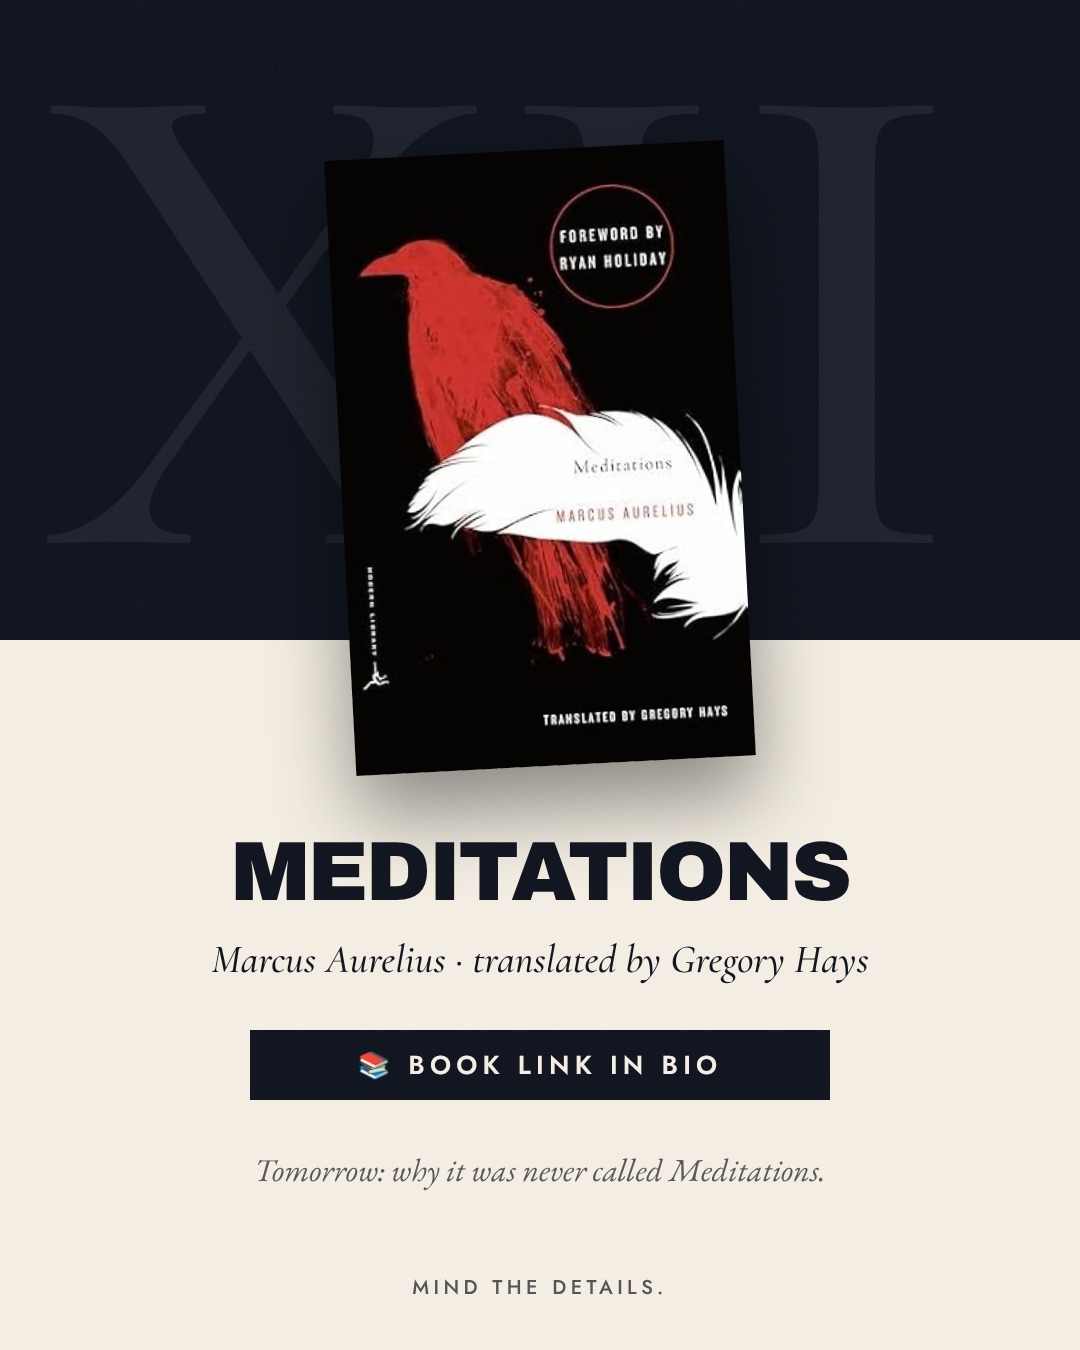 XII
FOREWORD BY
RYAN HOLIDAY
Meditations
MARCUS AURELIUS
MODERN LIBRARY
TRANSLATED BY GREGORY HAYS
MEDITATIONS
Marcus Aurelius · translated by Gregory Hays
📚 BOOK LINK IN BIO
Tomorrow: why it was never called Meditations.
MIND THE DETAILS.